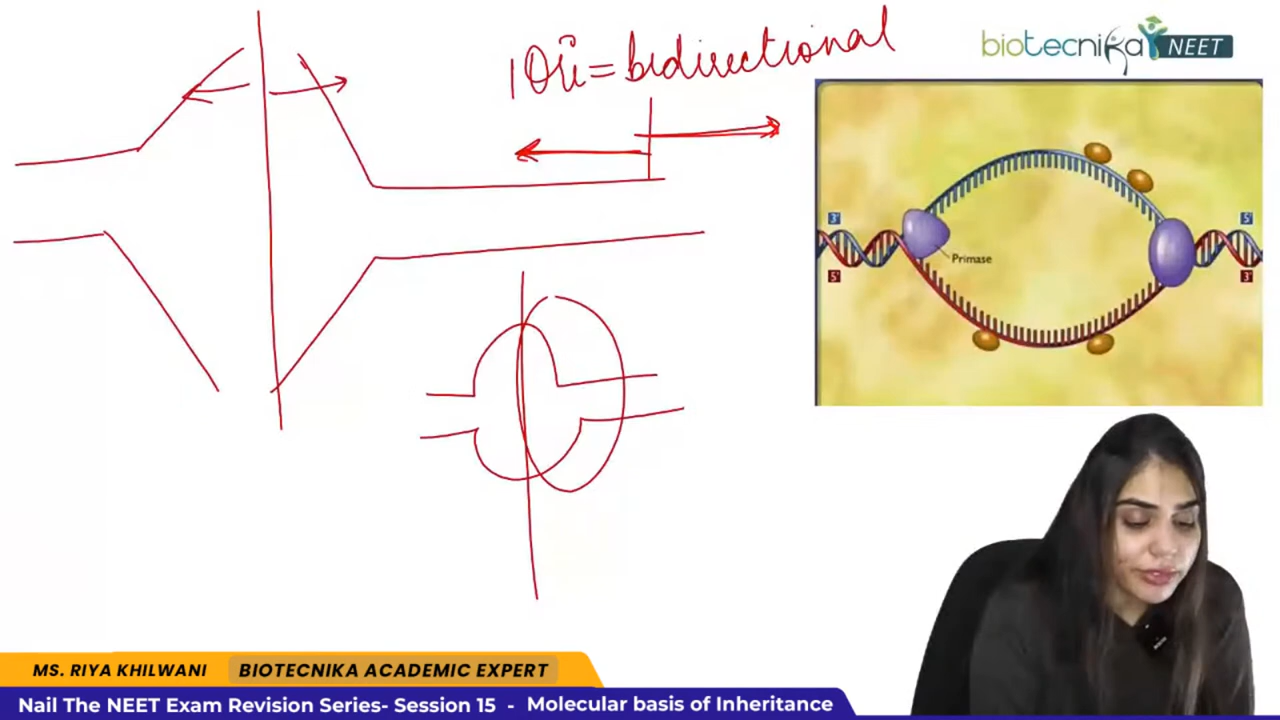 1 Ori = bidirectional
biotecnika NEET
3'
5'
Primase
5'
3'
MS. RIYA KHILWANI BIOTECNIKA ACADEMIC EXPERT
Nail The NEET Exam Revision Series- Session 15 - Molecular basis of Inheritance